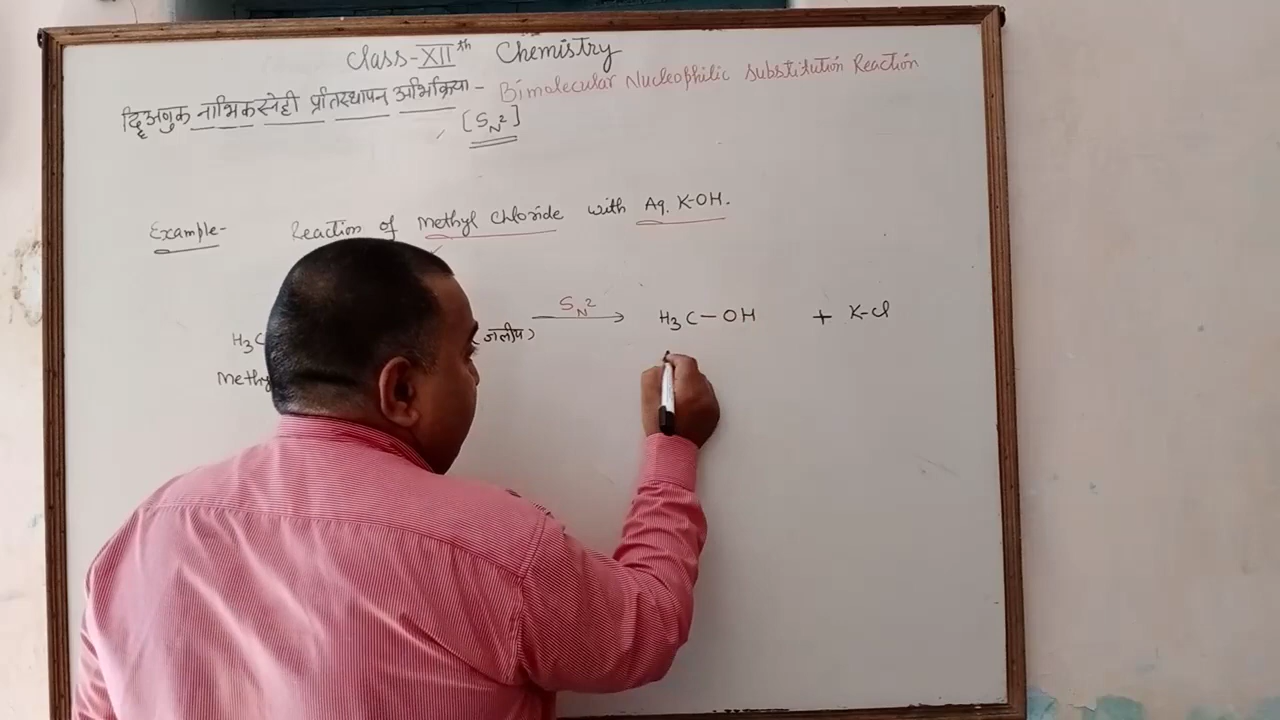 Class-XIIth Chemistry
द्विअणुक नाभिकस्नेही प्रतिस्थापन अभिक्रिया - Bimolecular Nucleophilic Substitution Reaction
[SN2]
Example- Reaction of Methyl Chloride with Aq. K-OH.
H3C
(जलीय) SN2 → H3C-OH + K-Cl
Methy